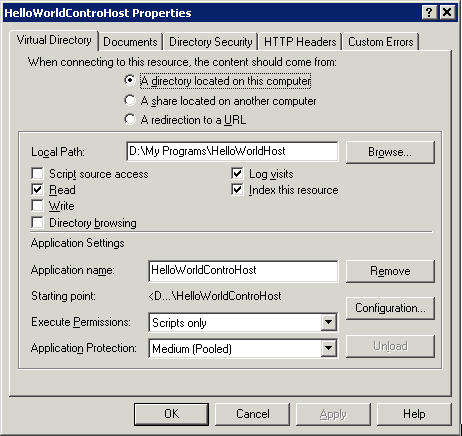 HelloWorldControHost Properties
Virtual Directory Documents Directory Security HTTP Headers Custom Errors
When connecting to this resource, the content should come from:
A directory located on this computer
A share located on another computer
A redirection to a URL
Local Path: D:\My Programs\HelloWorldHost Browse...
Script source access Log visits
Read Index this resource
Write
Directory browsing
Application Settings
Application name: HelloWorldControHost Remove
Starting point: <D...\HelloWorldControHost
Configuration...
Execute Permissions: Scripts only
Application Protection: Medium (Pooled) Unload
OK Cancel Apply Help